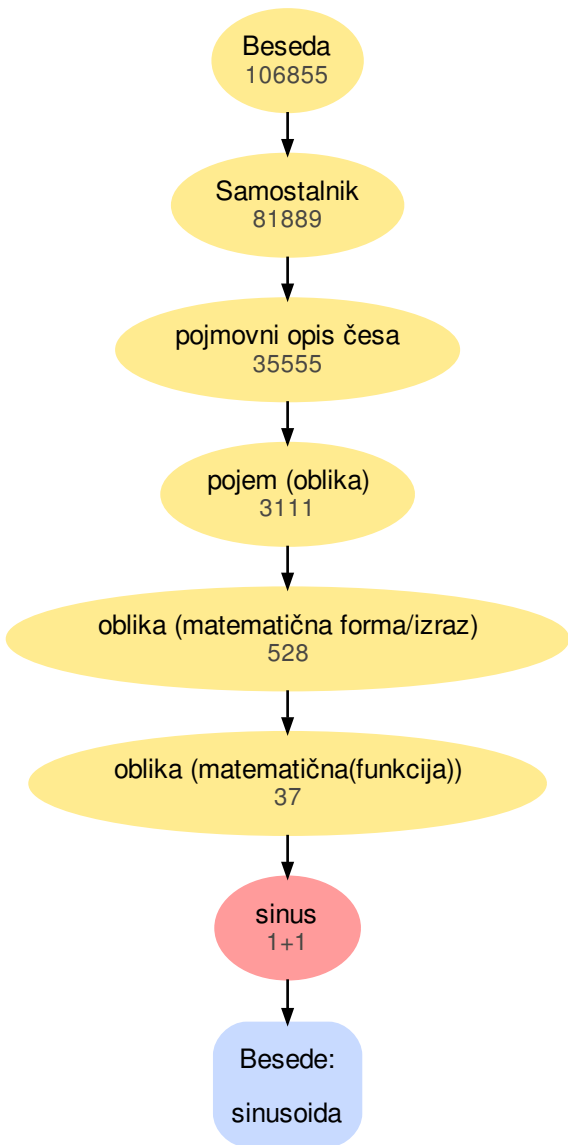 Beseda
106855
Samostalnik
81889
pojmovni opis česa
35555
pojem (oblika)
3111
oblika (matematična forma/izraz)
528
oblika (matematična(funkcija))
37
sinus
1+1
Besede:
sinusoida